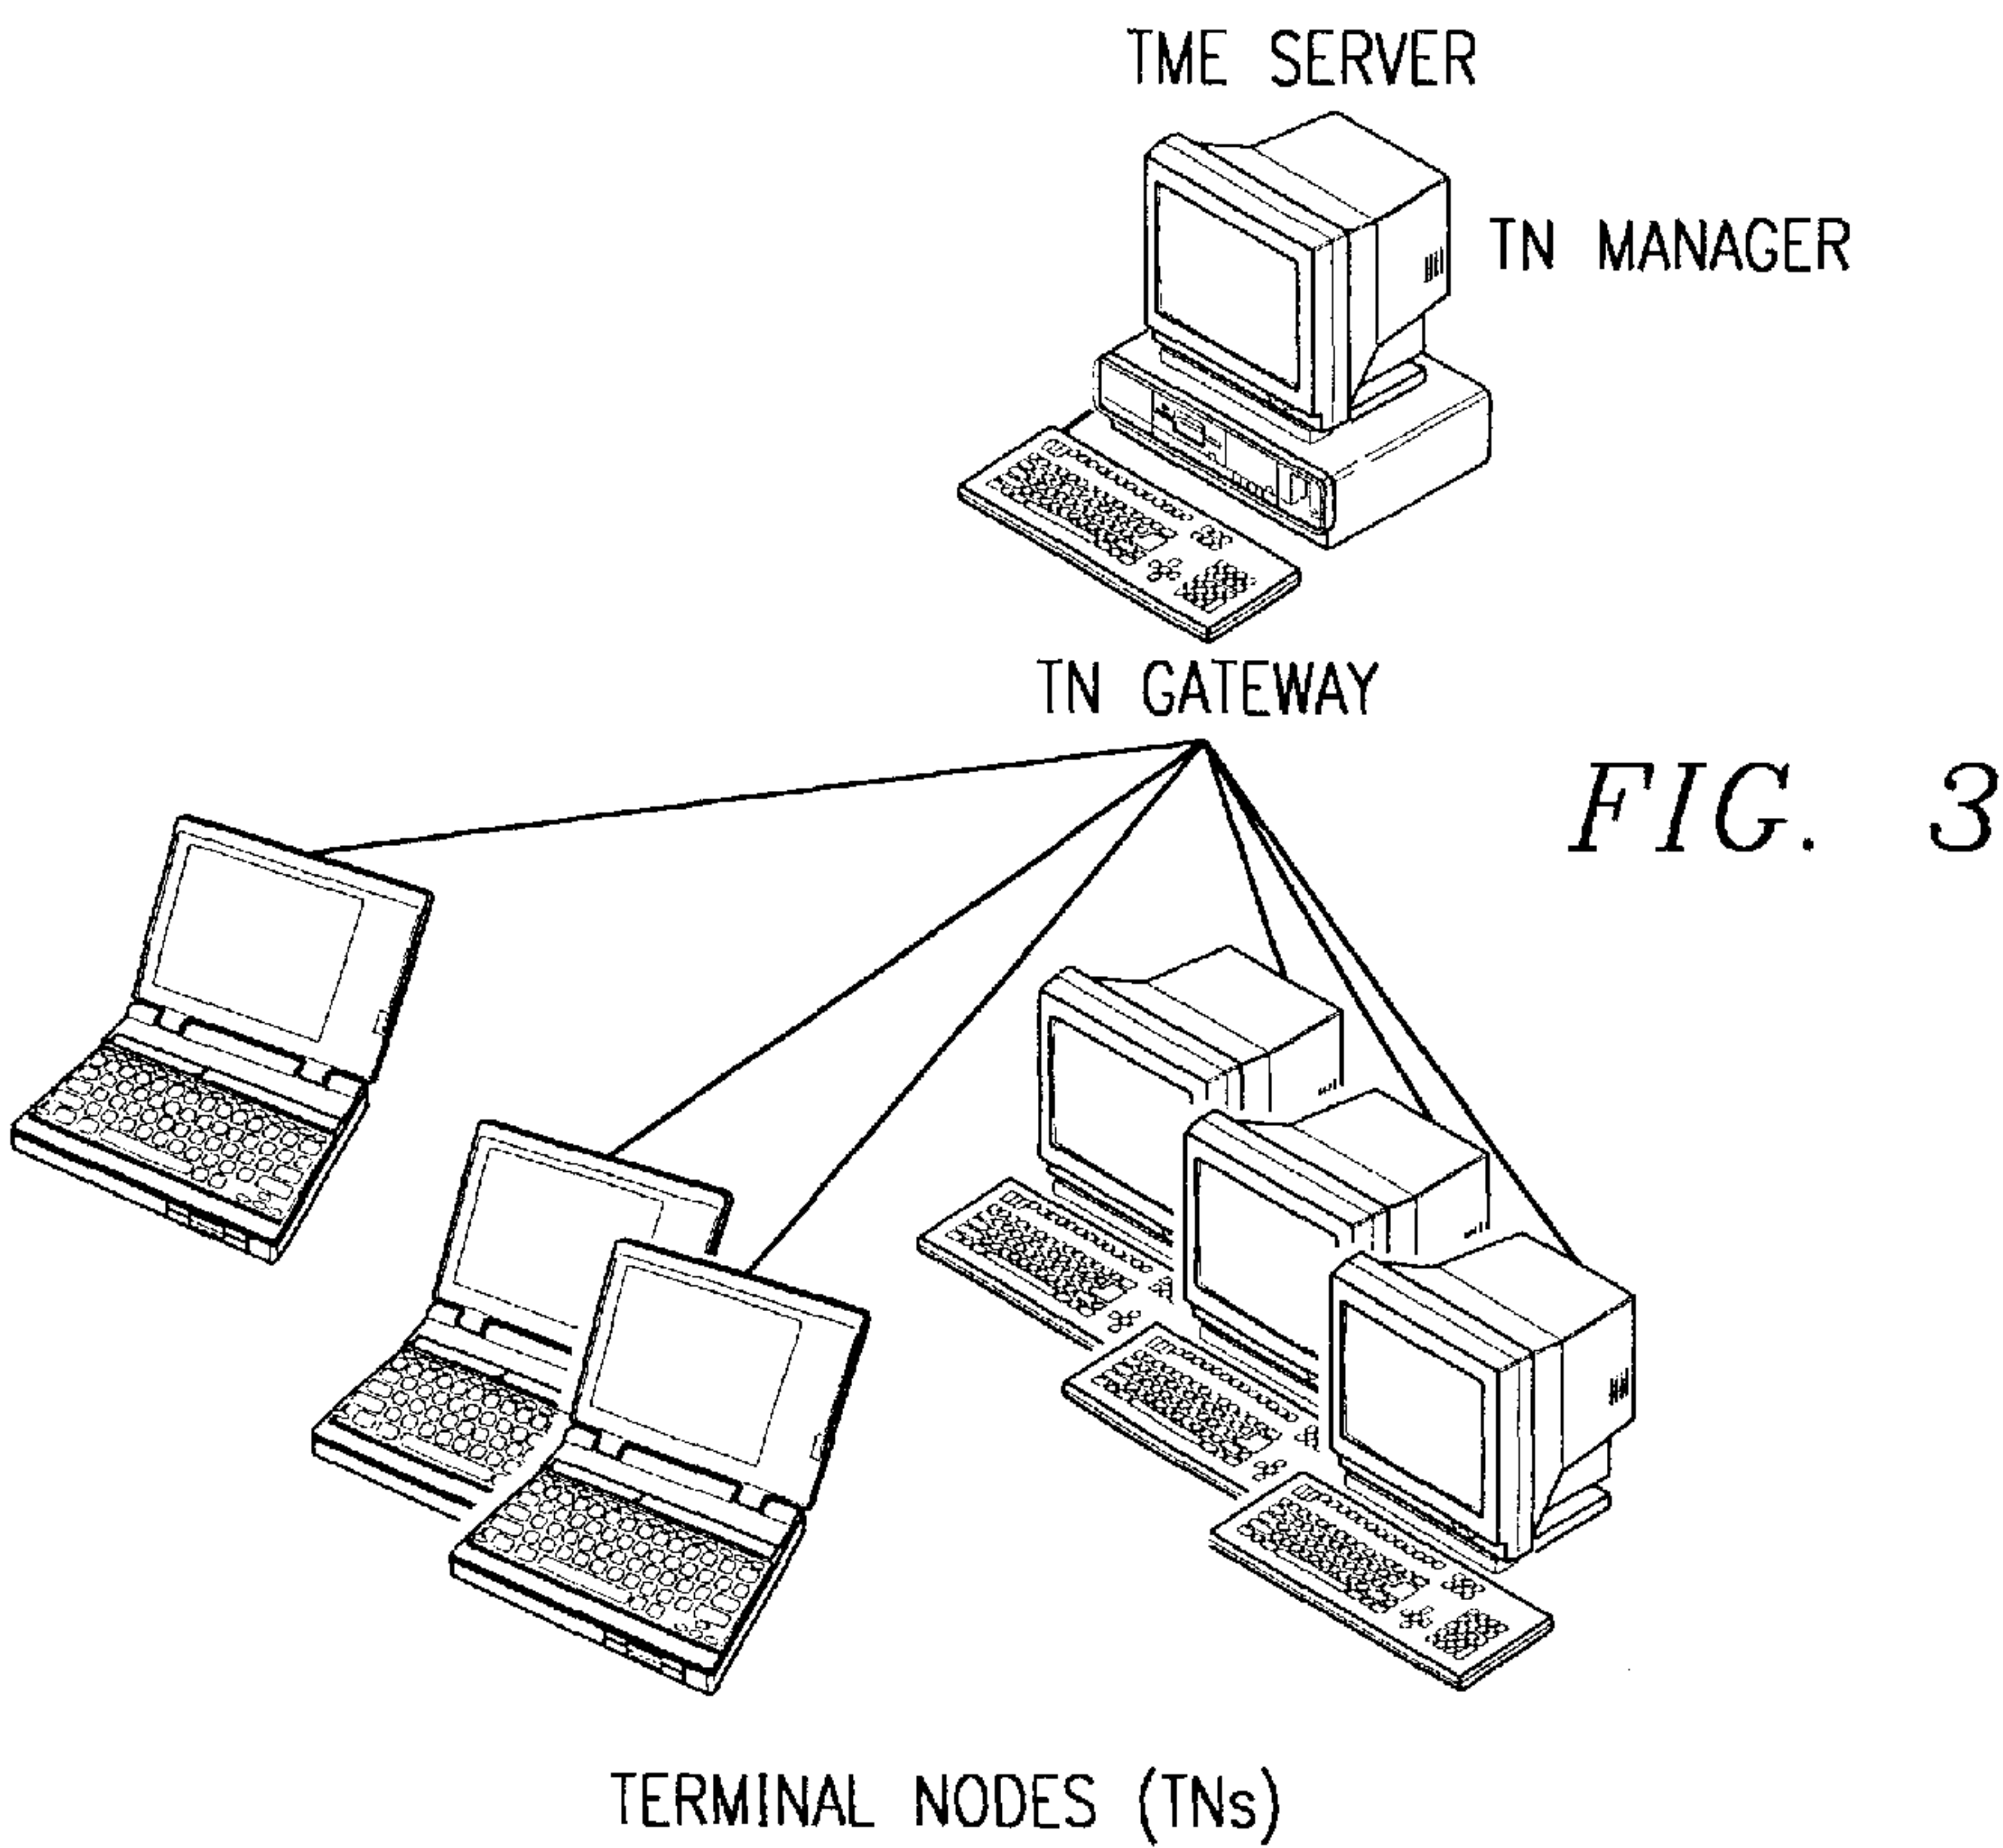 TME SERVER
TN MANAGER
TN GATEWAY
FIG. 3
TERMINAL NODES (TNs)